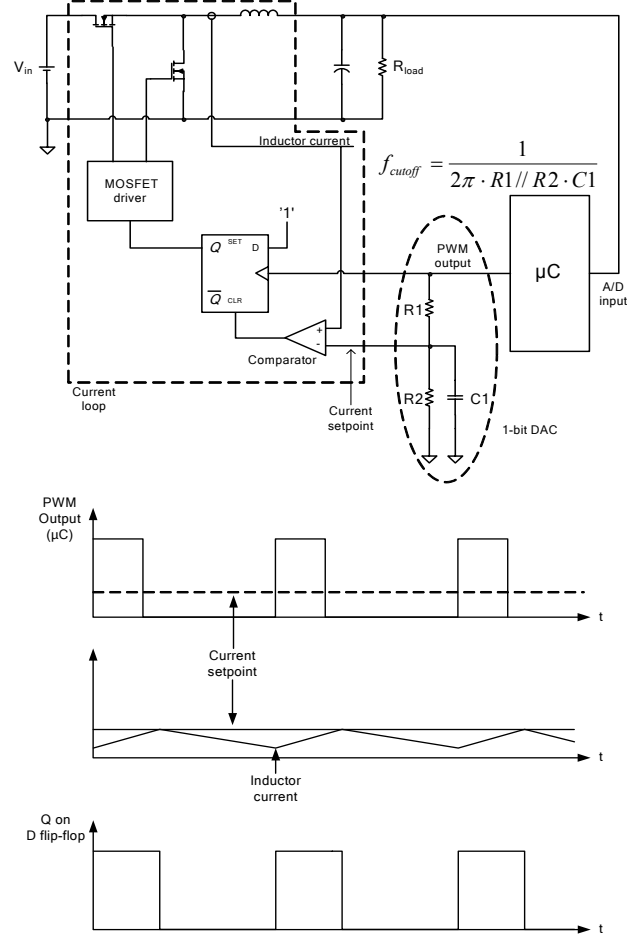 V_in
R_load
Inductor current
f_cutoff = 1 / (2π · R1// R2 · C1)
MOSFET
driver
'1'
Q SET D
Q̅ CLR
PWM
output
µC
A/D
input
R1
+
-
Comparator
Current
loop
Current
setpoint
R2
C1
1-bit DAC
PWM
Output
(µC)
t
Current
setpoint
t
Inductor
current
Q on
D flip-flop
t